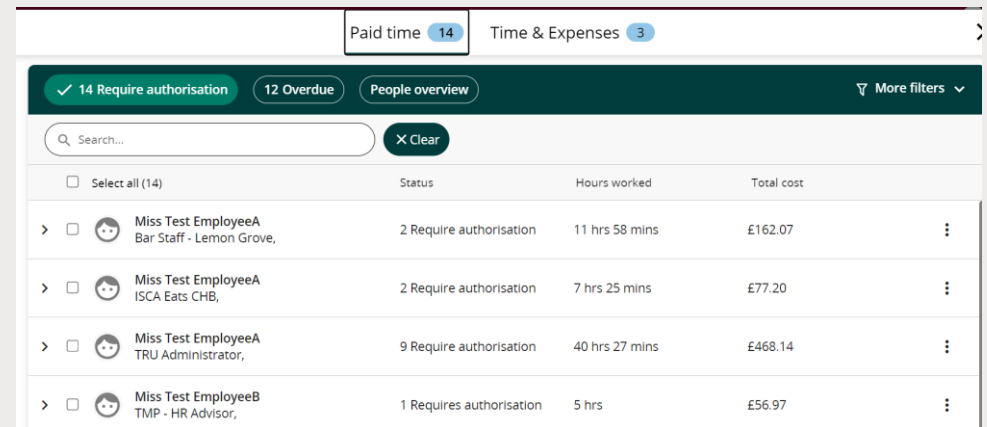 Paid time 14 Time & Expenses 3
14 Require authorisation 12 Overdue People overview More filters
Search... Clear
Select all (14) Status Hours worked Total cost
Miss Test EmployeeA
Bar Staff - Lemon Grove, 2 Require authorisation 11 hrs 58 mins £162.07
Miss Test EmployeeA
ISCA Eats CHB, 2 Require authorisation 7 hrs 25 mins £77.20
Miss Test EmployeeA
TRU Administrator, 9 Require authorisation 40 hrs 27 mins £468.14
Miss Test EmployeeB
TMP - HR Advisor, 1 Requires authorisation 5 hrs £56.97